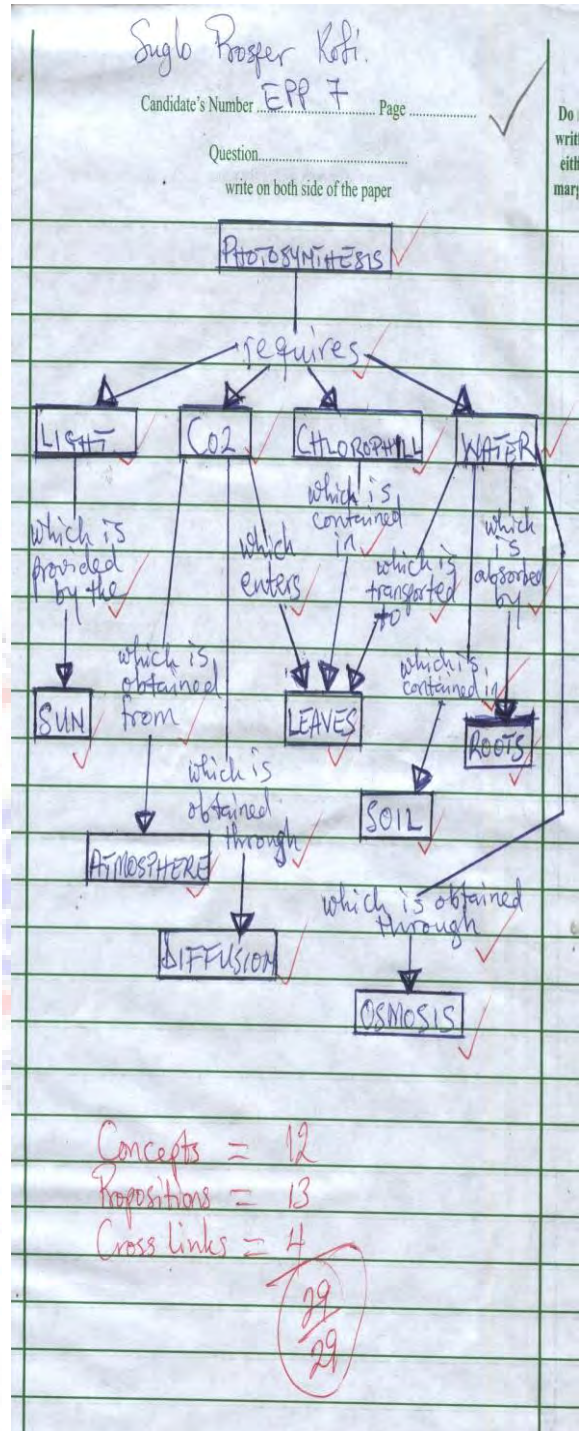 Suglo Prosper Kofi.
Candidate's Number EPP 7 Page
Question
write on both side of the paper
Do
writ
eith
marg
PHOTOSYNTHESIS
requires
LIGHT CO2 CHLOROPHILL WATER
which is
provided
by the
which
enters
which is
contained
in
which is
transported
to
which
is
absorbed
by
which is
obtained
from
which is
contained in
SUN LEAVES ROOTS
which is
obtained
through
SOIL
ATMOSPHERE
which is obtained
through
DIFFUSION
OSMOSIS
Concepts = 12
Propositions = 13
Cross links = 4
29
29